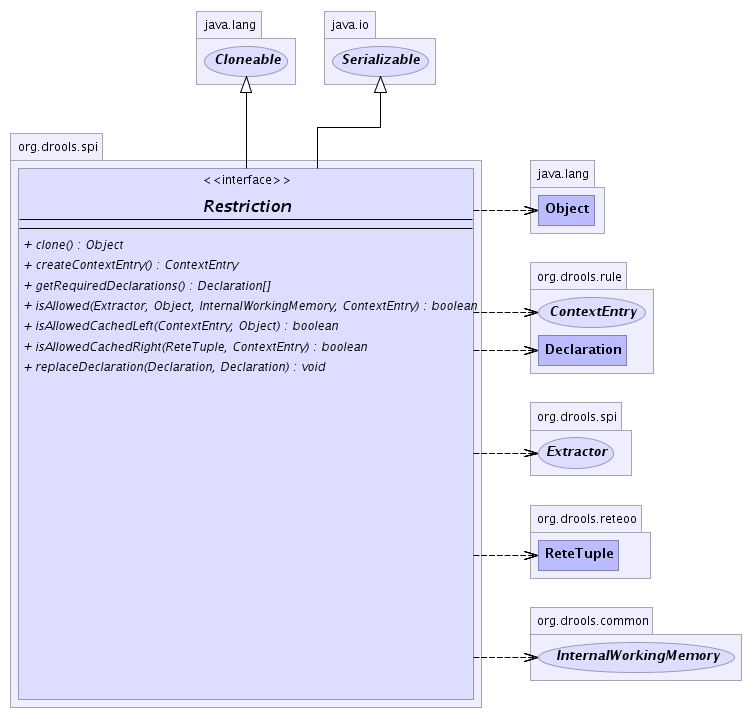 java.lang
Cloneable
java.io
Serializable
org.drools.spi
<<interface>>
Restriction
+ clone() : Object
+ createContextEntry() : ContextEntry
+ getRequiredDeclarations() : Declaration[]
+ isAllowed(Extractor, Object, InternalWorkingMemory, ContextEntry) : boolean
+ isAllowedCachedLeft(ContextEntry, Object) : boolean
+ isAllowedCachedRight(ReteTuple, ContextEntry) : boolean
+ replaceDeclaration(Declaration, Declaration) : void
java.lang
Object
org.drools.rule
ContextEntry
Declaration
org.drools.spi
Extractor
org.drools.reteoo
ReteTuple
org.drools.common
InternalWorkingMemory